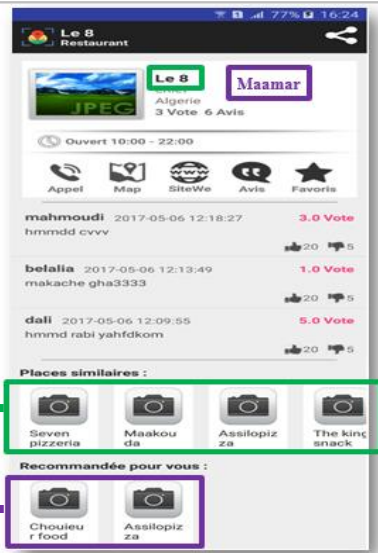 77% 16:24
Le 8
Restaurant
Le 8
Maamar
Algerie
3 Vote 6 Avis
JPEG
Ouvert 10:00 - 22:00
Appel Map SiteWe Avis Favoris
mahmoudi 2017-05-06 12:18:27 3.0 Vote
hmmdd cvvv
20 5
belalia 2017-05-06 12:13:49 1.0 Vote
makache gha3333
20 5
dali 2017-05-06 12:09:55 5.0 Vote
hmmd rabi yahfdkom
20 5
Places similaires :
Seven Maakou Assilopiz The king
pizzeria da za snack
Recommandée pour vous :
Chouieu Assilopiz
r food za